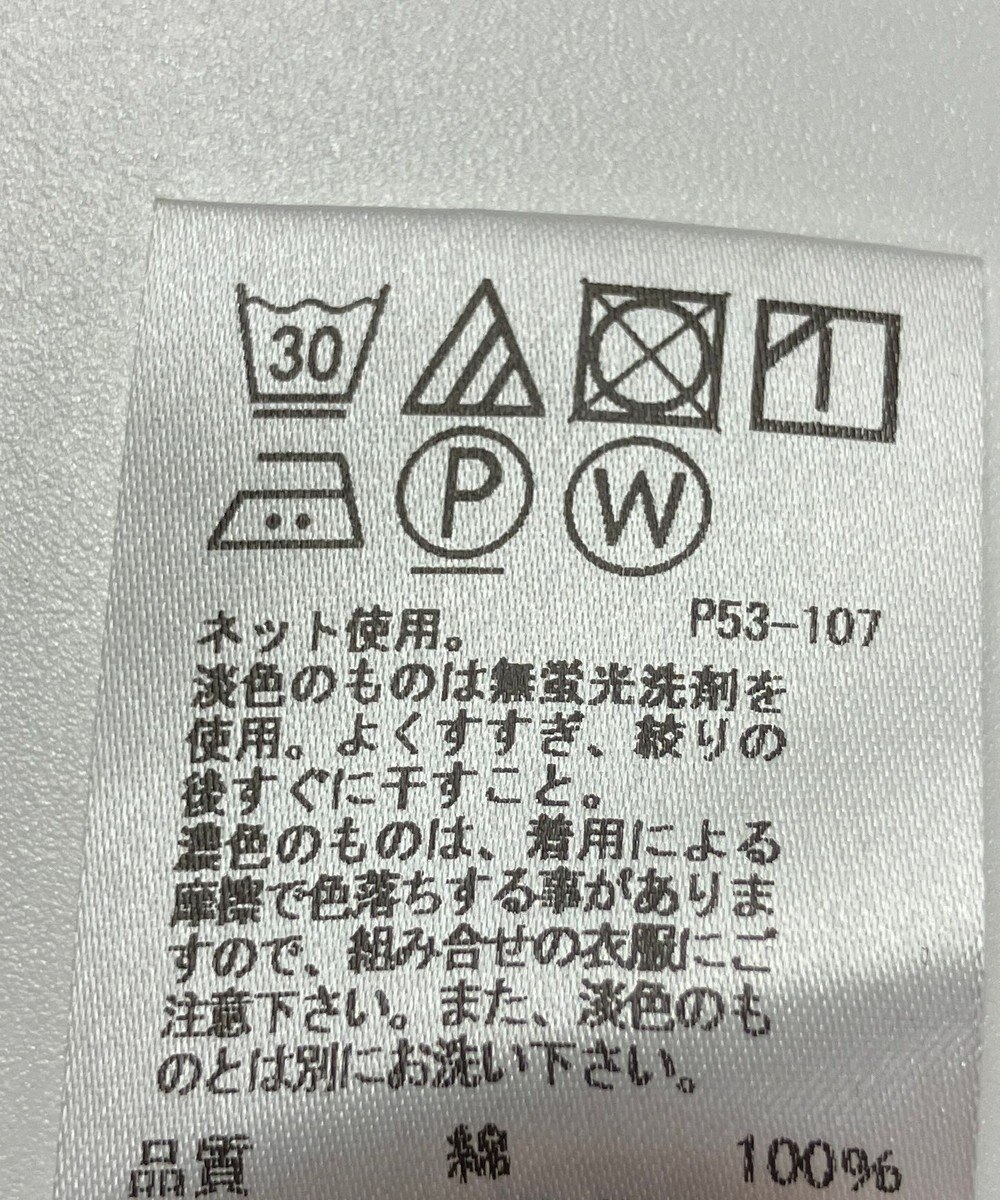 30
P W
P53-107
ネット使用。
淡色のものは無蛍光洗剤を
使用。よくすすぎ、絞りの
後すぐに干すこと。
濃色のものは、着用による
摩擦で色落ちする事がありま
すので、組み合せの衣服にご
注意下さい。また、淡色のも
のとは別にお洗い下さい。
品質 綿 100%